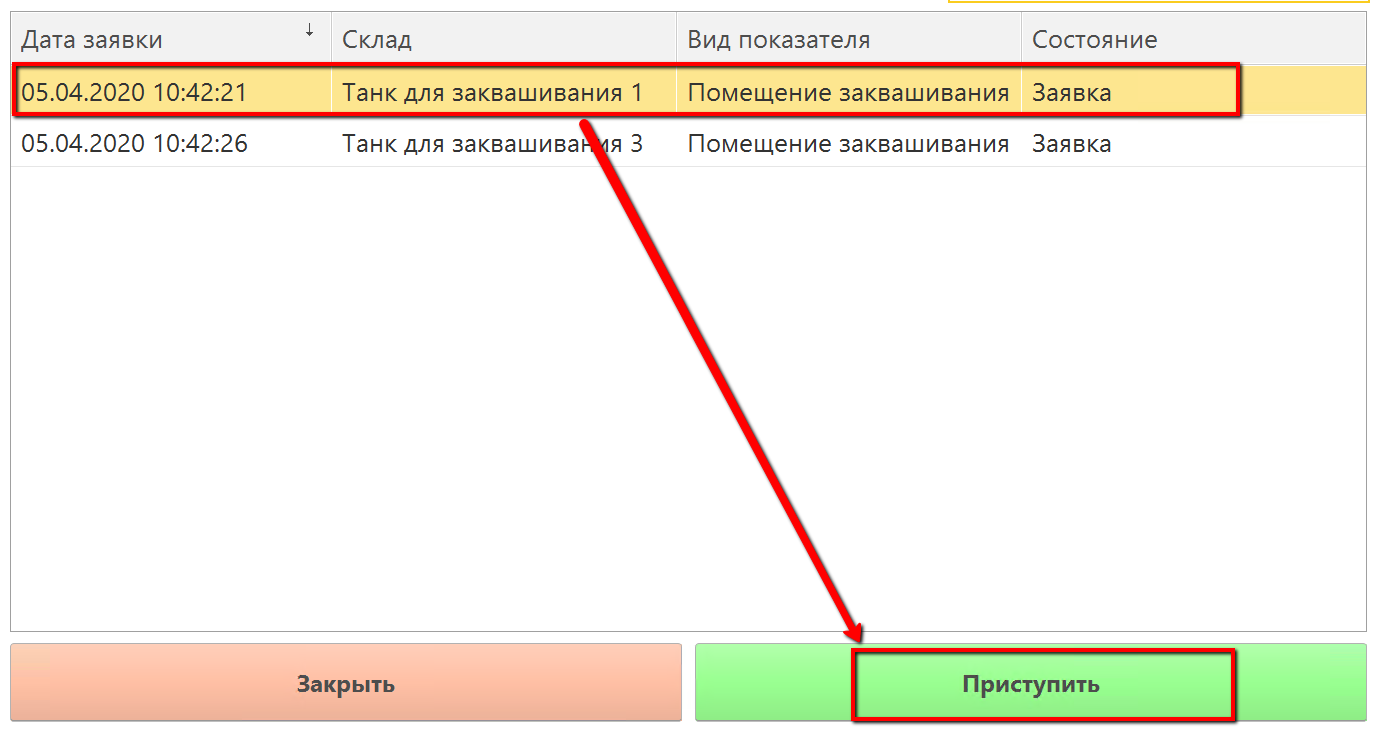 Дата заявки ↓ Склад Вид показателя Состояние
05.04.2020 10:42:21 Танк для заквашивания 1 Помещение заквашивания Заявка
05.04.2020 10:42:26 Танк для заквашивания 3 Помещение заквашивания Заявка
Закрыть Приступить